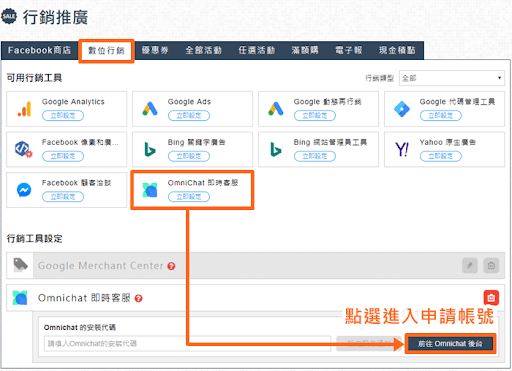 SALE 行銷推廣
Facebook商店 數位行銷 優惠券 全館活動 任選活動 滿額購 電子報 現金積點
可用行銷工具 行銷類型 全部
Google Analytics Google Ads Google 動態再行銷 Google 代碼管理工具
立即設定 立即設定 立即設定 立即設定
Facebook 像素和廣... Bing 關鍵字廣告 Bing 網站管理員工具 Yahoo 原生廣告
立即設定 立即設定 立即設定 立即設定
Facebook 顧客洽談 OmniChat 即時客服
立即設定 立即設定
行銷工具設定
Google Merchant Center ?
Omnichat 即時客服 ?
點選進入申請帳號
Omnichat 的安裝代碼
請填入Omnichat的安裝代碼 前往 Omnichat 後台